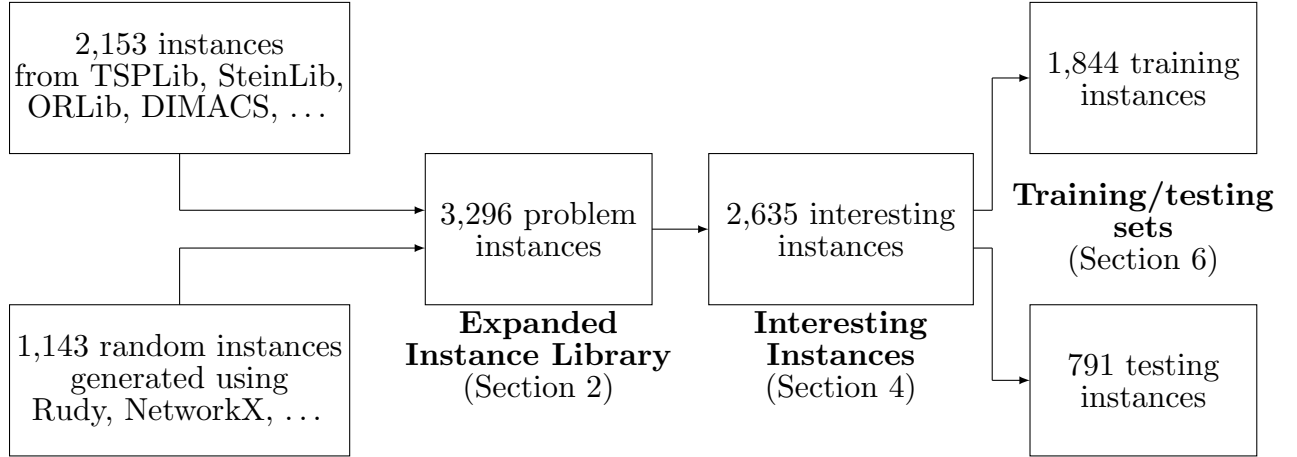 2,153 instances
from TSPLib, SteinLib,
ORLib, DIMACS, . . .
1,143 random instances
generated using
Rudy, NetworkX, . . .
3,296 problem
instances
Expanded
Instance Library
(Section 2)
2,635 interesting
instances
Interesting
Instances
(Section 4)
1,844 training
instances
Training/testing
sets
(Section 6)
791 testing
instances